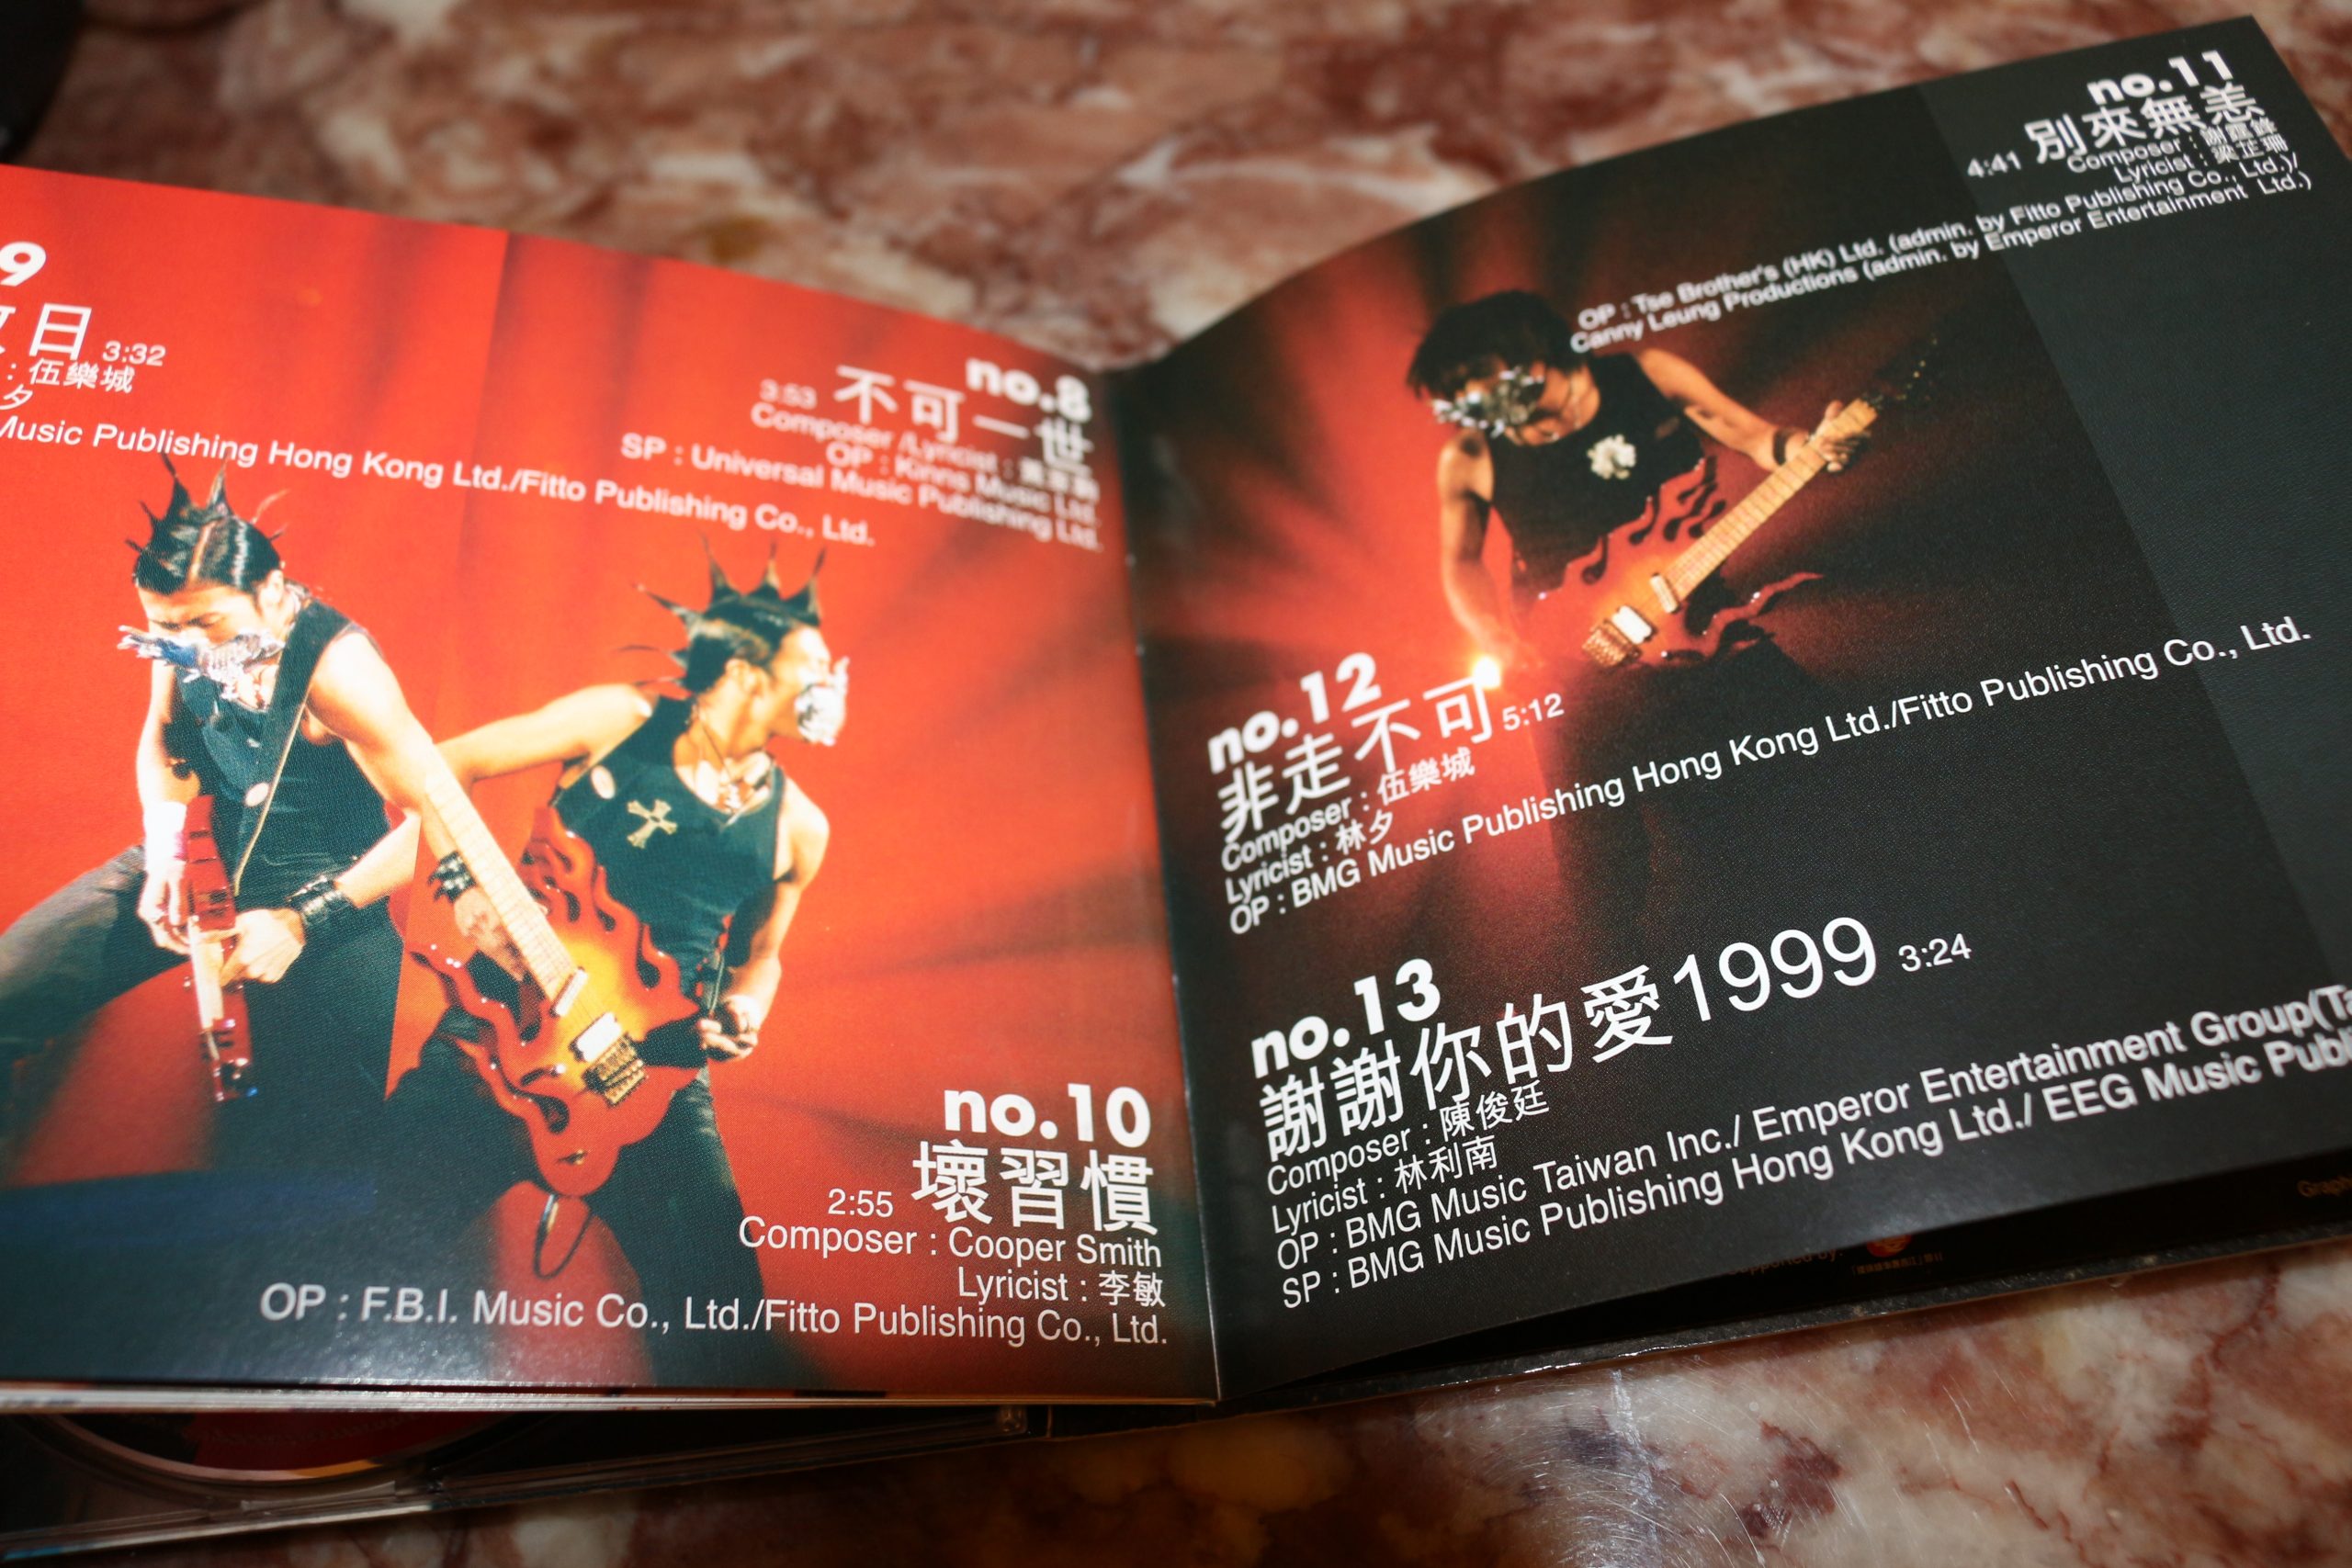 9
日 3:32
: 伍樂城
夕
Music Publishing Hong Kong Ltd./Fitto Publishing Co., Ltd.
no.8
3:53 不可一世
Composer /Lyricist :
OP : Kinns Music Ltd.
SP : Universal Music Publishing Ltd.
no.10
2:55 壞習慣
Composer : Cooper Smith
Lyricist : 李敏
OP : F.B.I. Music Co., Ltd./Fitto Publishing Co., Ltd.
no.11
4:41 別來無恙
Composer : 謝霆鋒
Lyricist : 梁芷珊
OP : Tse Brother's (HK) Ltd. (admin. by Fitto Publishing Co., Ltd.)/
Canny Leung Productions (admin. by Emperor Entertainment Ltd.)
no.12
非走不可 5:12
Composer : 伍樂城
Lyricist : 林夕
OP : BMG Music Publishing Hong Kong Ltd./Fitto Publishing Co., Ltd.
no.13
謝謝你的愛1999 3:24
Composer : 陳俊廷
Lyricist : 林利南
OP : BMG Music Taiwan Inc./ Emperor Entertainment Group(T
SP : BMG Music Publishing Hong Kong Ltd./ EEG Music Publ